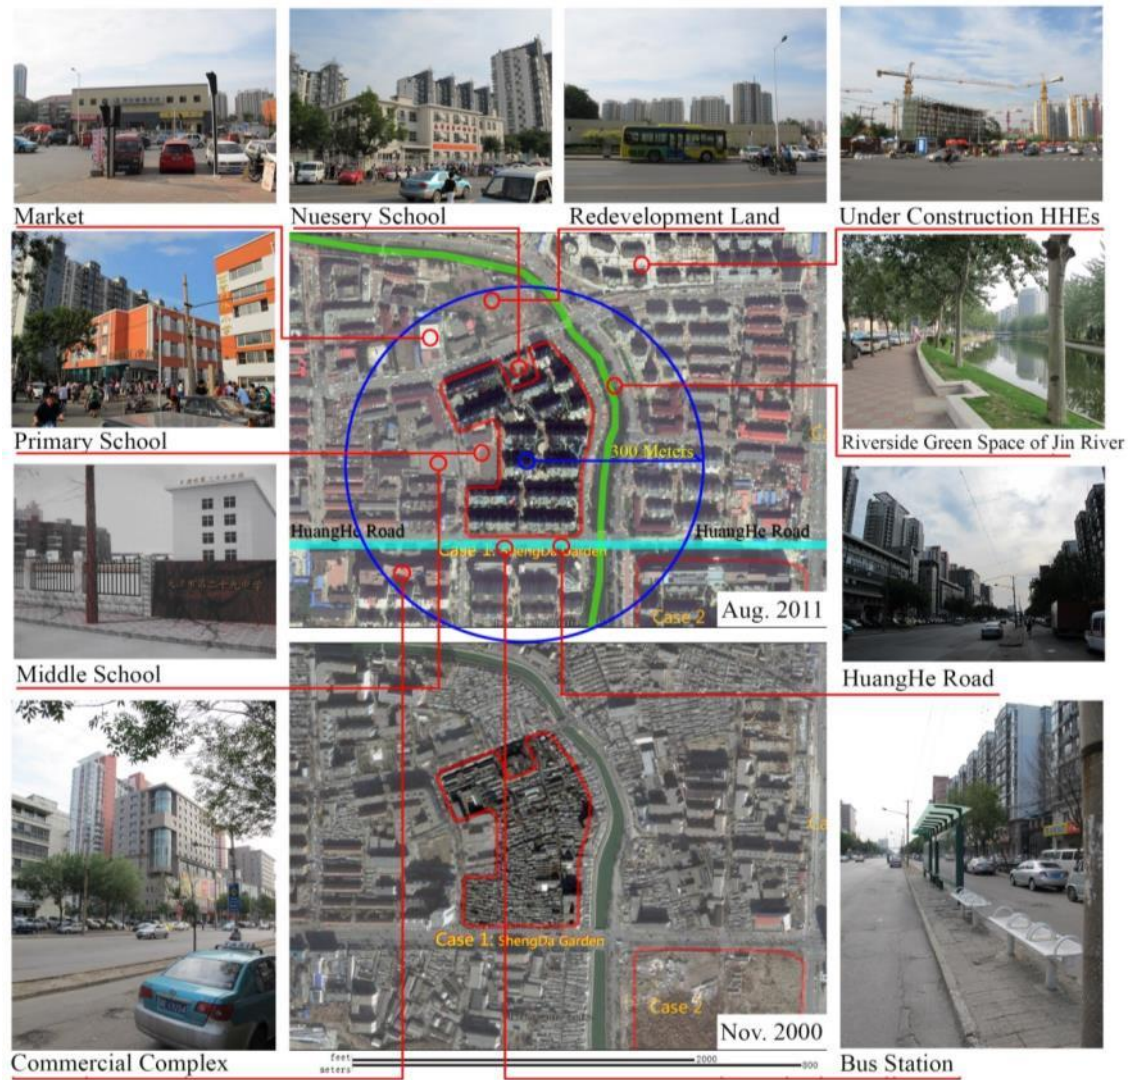 Market
Nuesery School
Redevelopment Land
Under Construction HHEs
Primary School
Riverside Green Space of Jin River
300 Meters
HuangHe Road
HuangHe Road
Case 1: ShengDa Garden
Case 2
Aug. 2011
Middle School
HuangHe Road
Case 1: ShengDa Garden
Case 2
Nov. 2000
Commercial Complex
feet
2000
meters
800
Bus Station